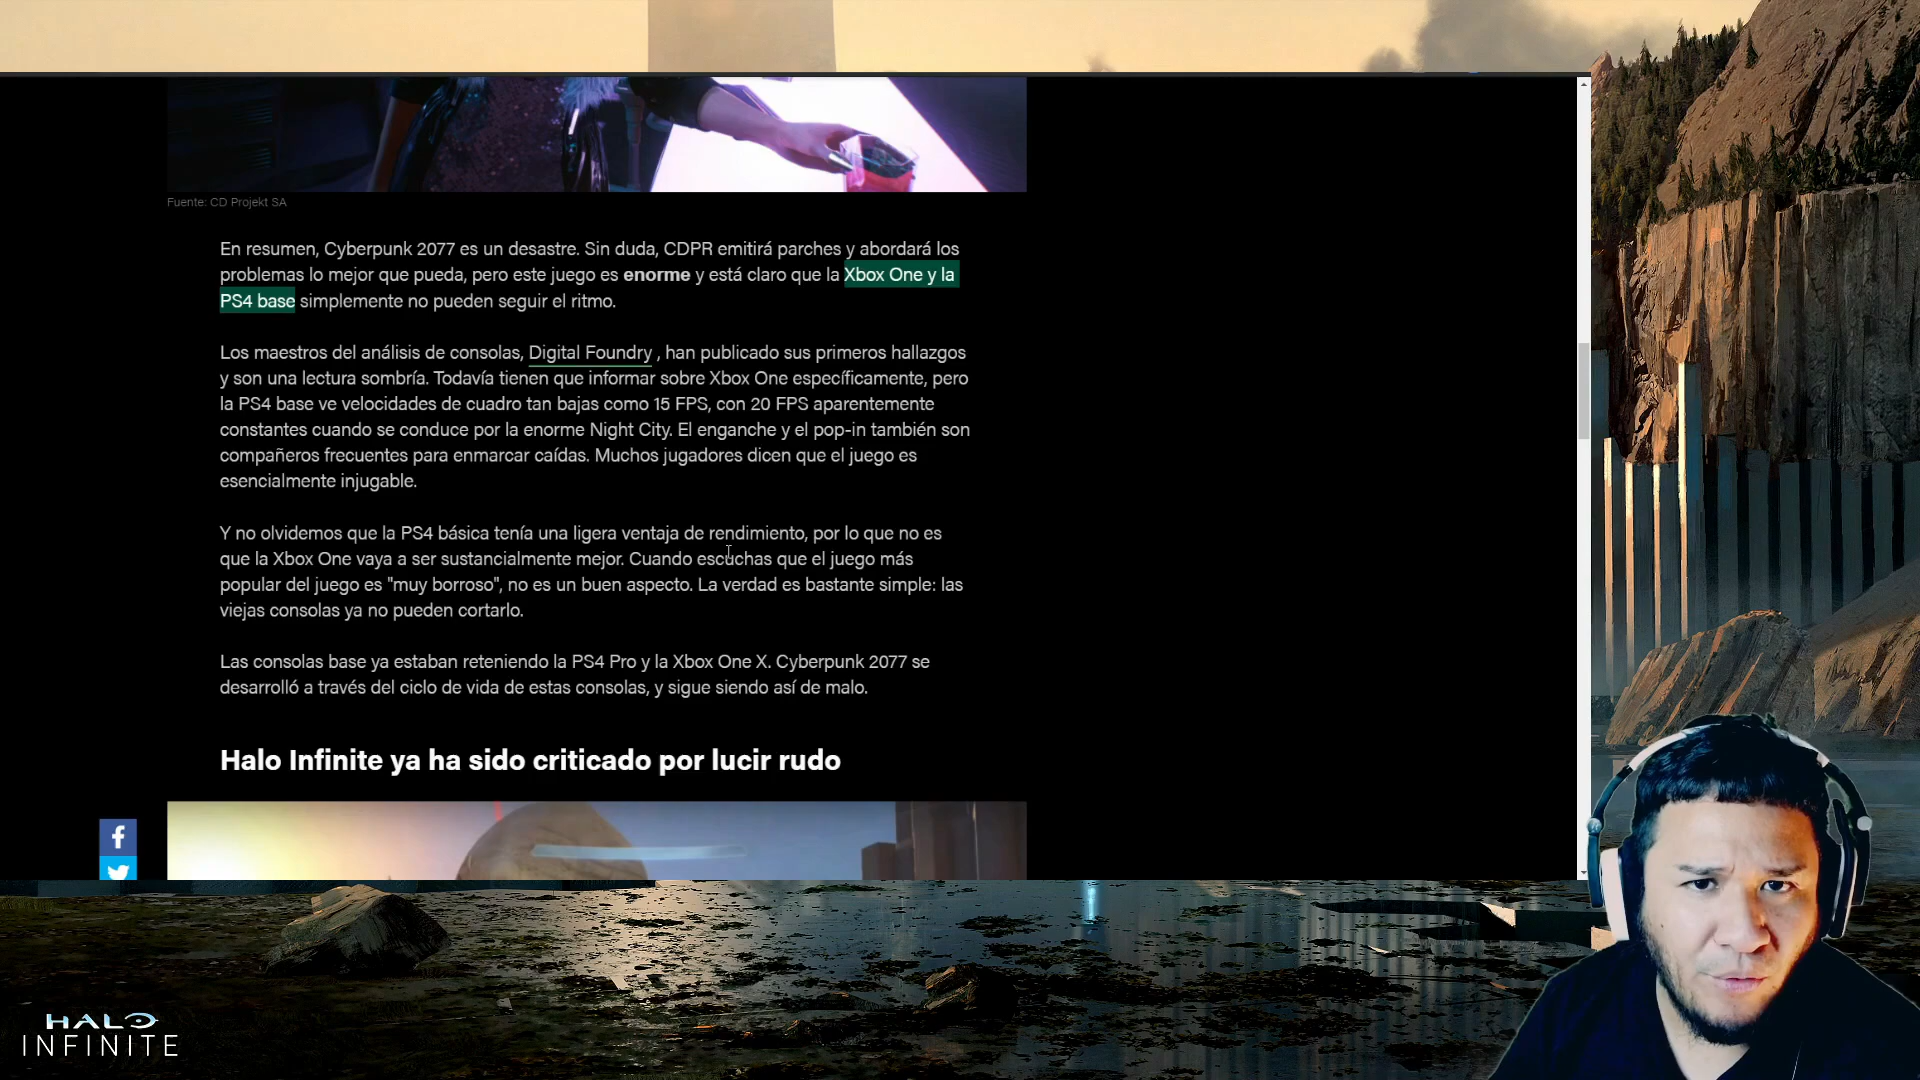 Fuente: CD Projekt SA
En resumen, Cyberpunk 2077 es un desastre. Sin duda, CDPR emitirá parches y abordará los
problemas lo mejor que pueda, pero este juego es enorme y está claro que la Xbox One y la
PS4 base simplemente no pueden seguir el ritmo.
Los maestros del análisis de consolas, Digital Foundry , han publicado sus primeros hallazgos
y son una lectura sombría. Todavía tienen que informar sobre Xbox One específicamente, pero
la PS4 base ve velocidades de cuadro tan bajas como 15 FPS, con 20 FPS aparentemente
constantes cuando se conduce por la enorme Night City. El enganche y el pop-in también son
compañeros frecuentes para enmarcar caídas. Muchos jugadores dicen que el juego es
esencialmente injugable.
Y no olvidemos que la PS4 básica tenía una ligera ventaja de rendimiento, por lo que no es
que la Xbox One vaya a ser sustancialmente mejor. Cuando escuchas que el juego más
popular del juego es "muy borroso", no es un buen aspecto. La verdad es bastante simple: las
viejas consolas ya no pueden cortarlo.
Las consolas base ya estaban reteniendo la PS4 Pro y la Xbox One X. Cyberpunk 2077 se
desarrolló a través del ciclo de vida de estas consolas, y sigue siendo así de malo.
Halo Infinite ya ha sido criticado por lucir rudo
HALO
INFINITE